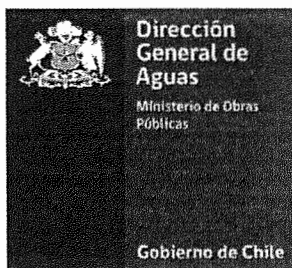 Dirección
General de
Aguas
Ministerio de Obras
Públicas
Gobierno de Chile